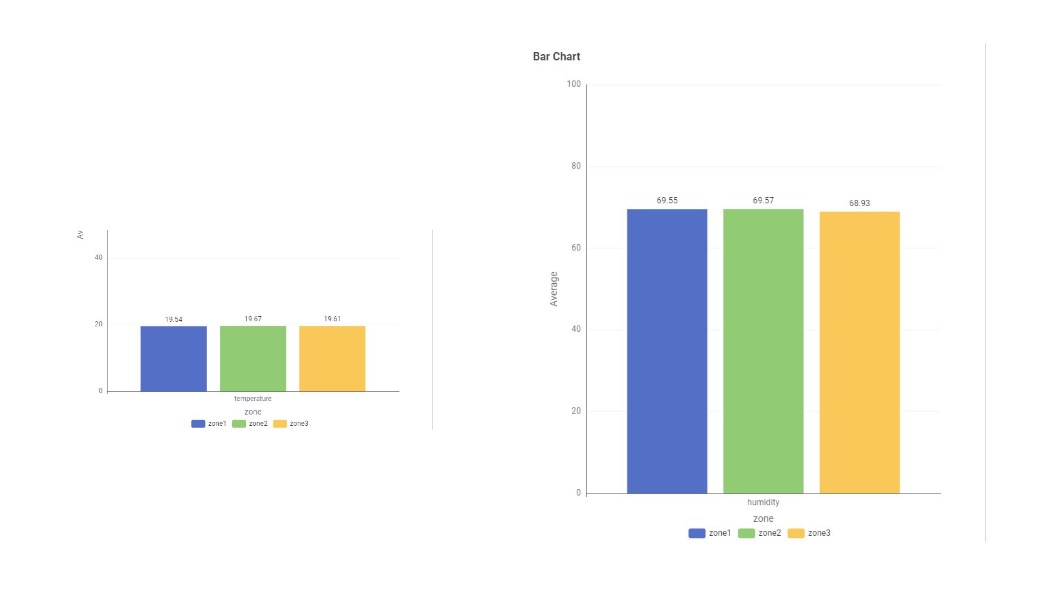 Av
40
20
0
19.54 19.67 19.61
temperature
zone
zone1 zone2 zone3
Bar Chart
100
80
60
40
20
0
Average
69.55 69.57 68.93
humidity
zone
zone1 zone2 zone3